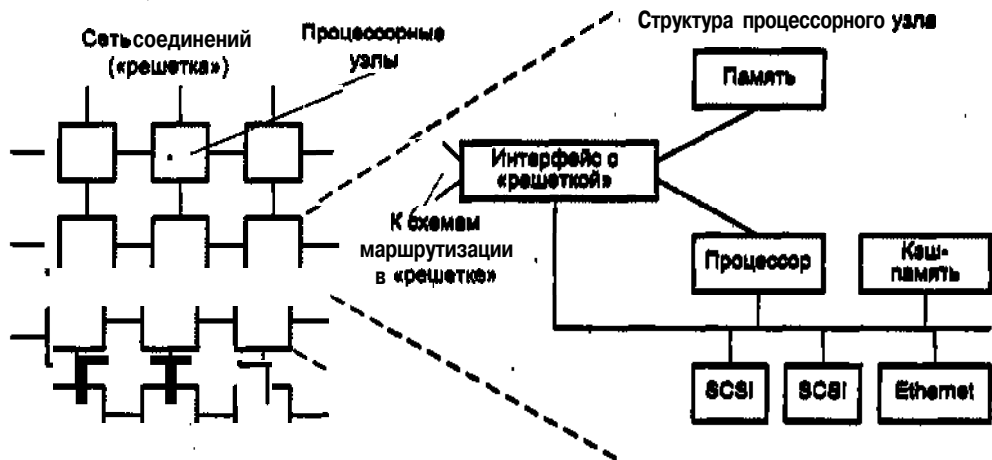 Сеть соединений
(«решетка»)
Процессорные
узлы
Структура процессорного узла
Память
Интерфейс с
«решеткой»
К схемам
маршрутизации
в «решетке»
Процессор
Кэш-
память
SCSI
SCSI
Ethernet